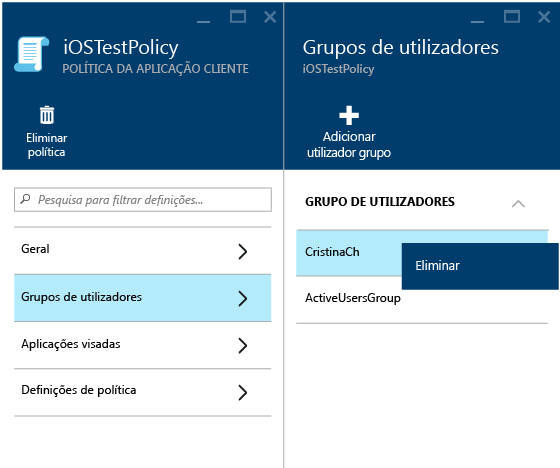 iOSTestPolicy
POLÍTICA DA APLICAÇÃO CLIENTE
Eliminar
política
Pesquisa para filtrar definições...
Geral
Grupos de utilizadores
Aplicações visadas
Definições de política
Grupos de utilizadores
iOSTestPolicy
Adicionar
utilizador grupo
GRUPO DE UTILIZADORES
CristinaCh
Eliminar
ActiveUsersGroup